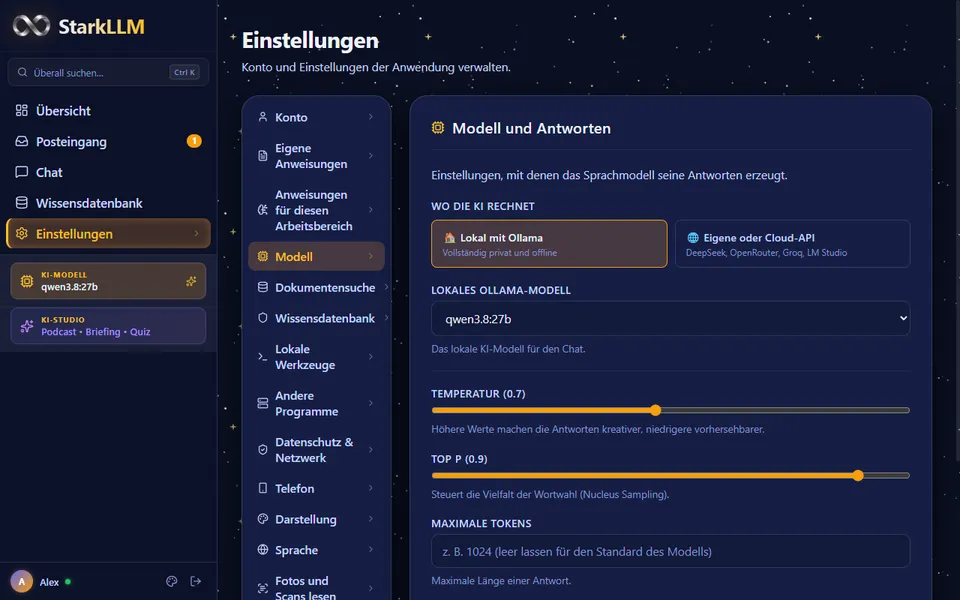 StarkLLM
Überall suchen...
Ctrl K
Übersicht
Posteingang
1
Chat
Wissensdatenbank
Einstellungen
KI-MODELL
qwen3.8:27b
KI-STUDIO
Podcast • Briefing • Quiz
A
Alex
Einstellungen
Konto und Einstellungen der Anwendung verwalten.
Konto
Eigene
Anweisungen
Anweisungen
für diesen
Arbeitsbereich
Modell
Dokumentensuche
Wissensdatenbank
Lokale
Werkzeuge
Andere
Programme
Datenschutz &
Netzwerk
Telefon
Darstellung
Sprache
Fotos und
Scans lesen
Modell und Antworten
Einstellungen, mit denen das Sprachmodell seine Antworten erzeugt.
WO DIE KI RECHNET
Lokal mit Ollama
Vollständig privat und offline
Eigene oder Cloud-API
DeepSeek, OpenRouter, Groq, LM Studio
LOKALES OLLAMA-MODELL
qwen3.8:27b
Das lokale KI-Modell für den Chat.
TEMPERATUR (0.7)
Höhere Werte machen die Antworten kreativer, niedrigere vorhersehbarer.
TOP P (0.9)
Steuert die Vielfalt der Wortwahl (Nucleus Sampling).
MAXIMALE TOKENS
z. B. 1024 (leer lassen für den Standard des Modells)
Maximale Länge einer Antwort.